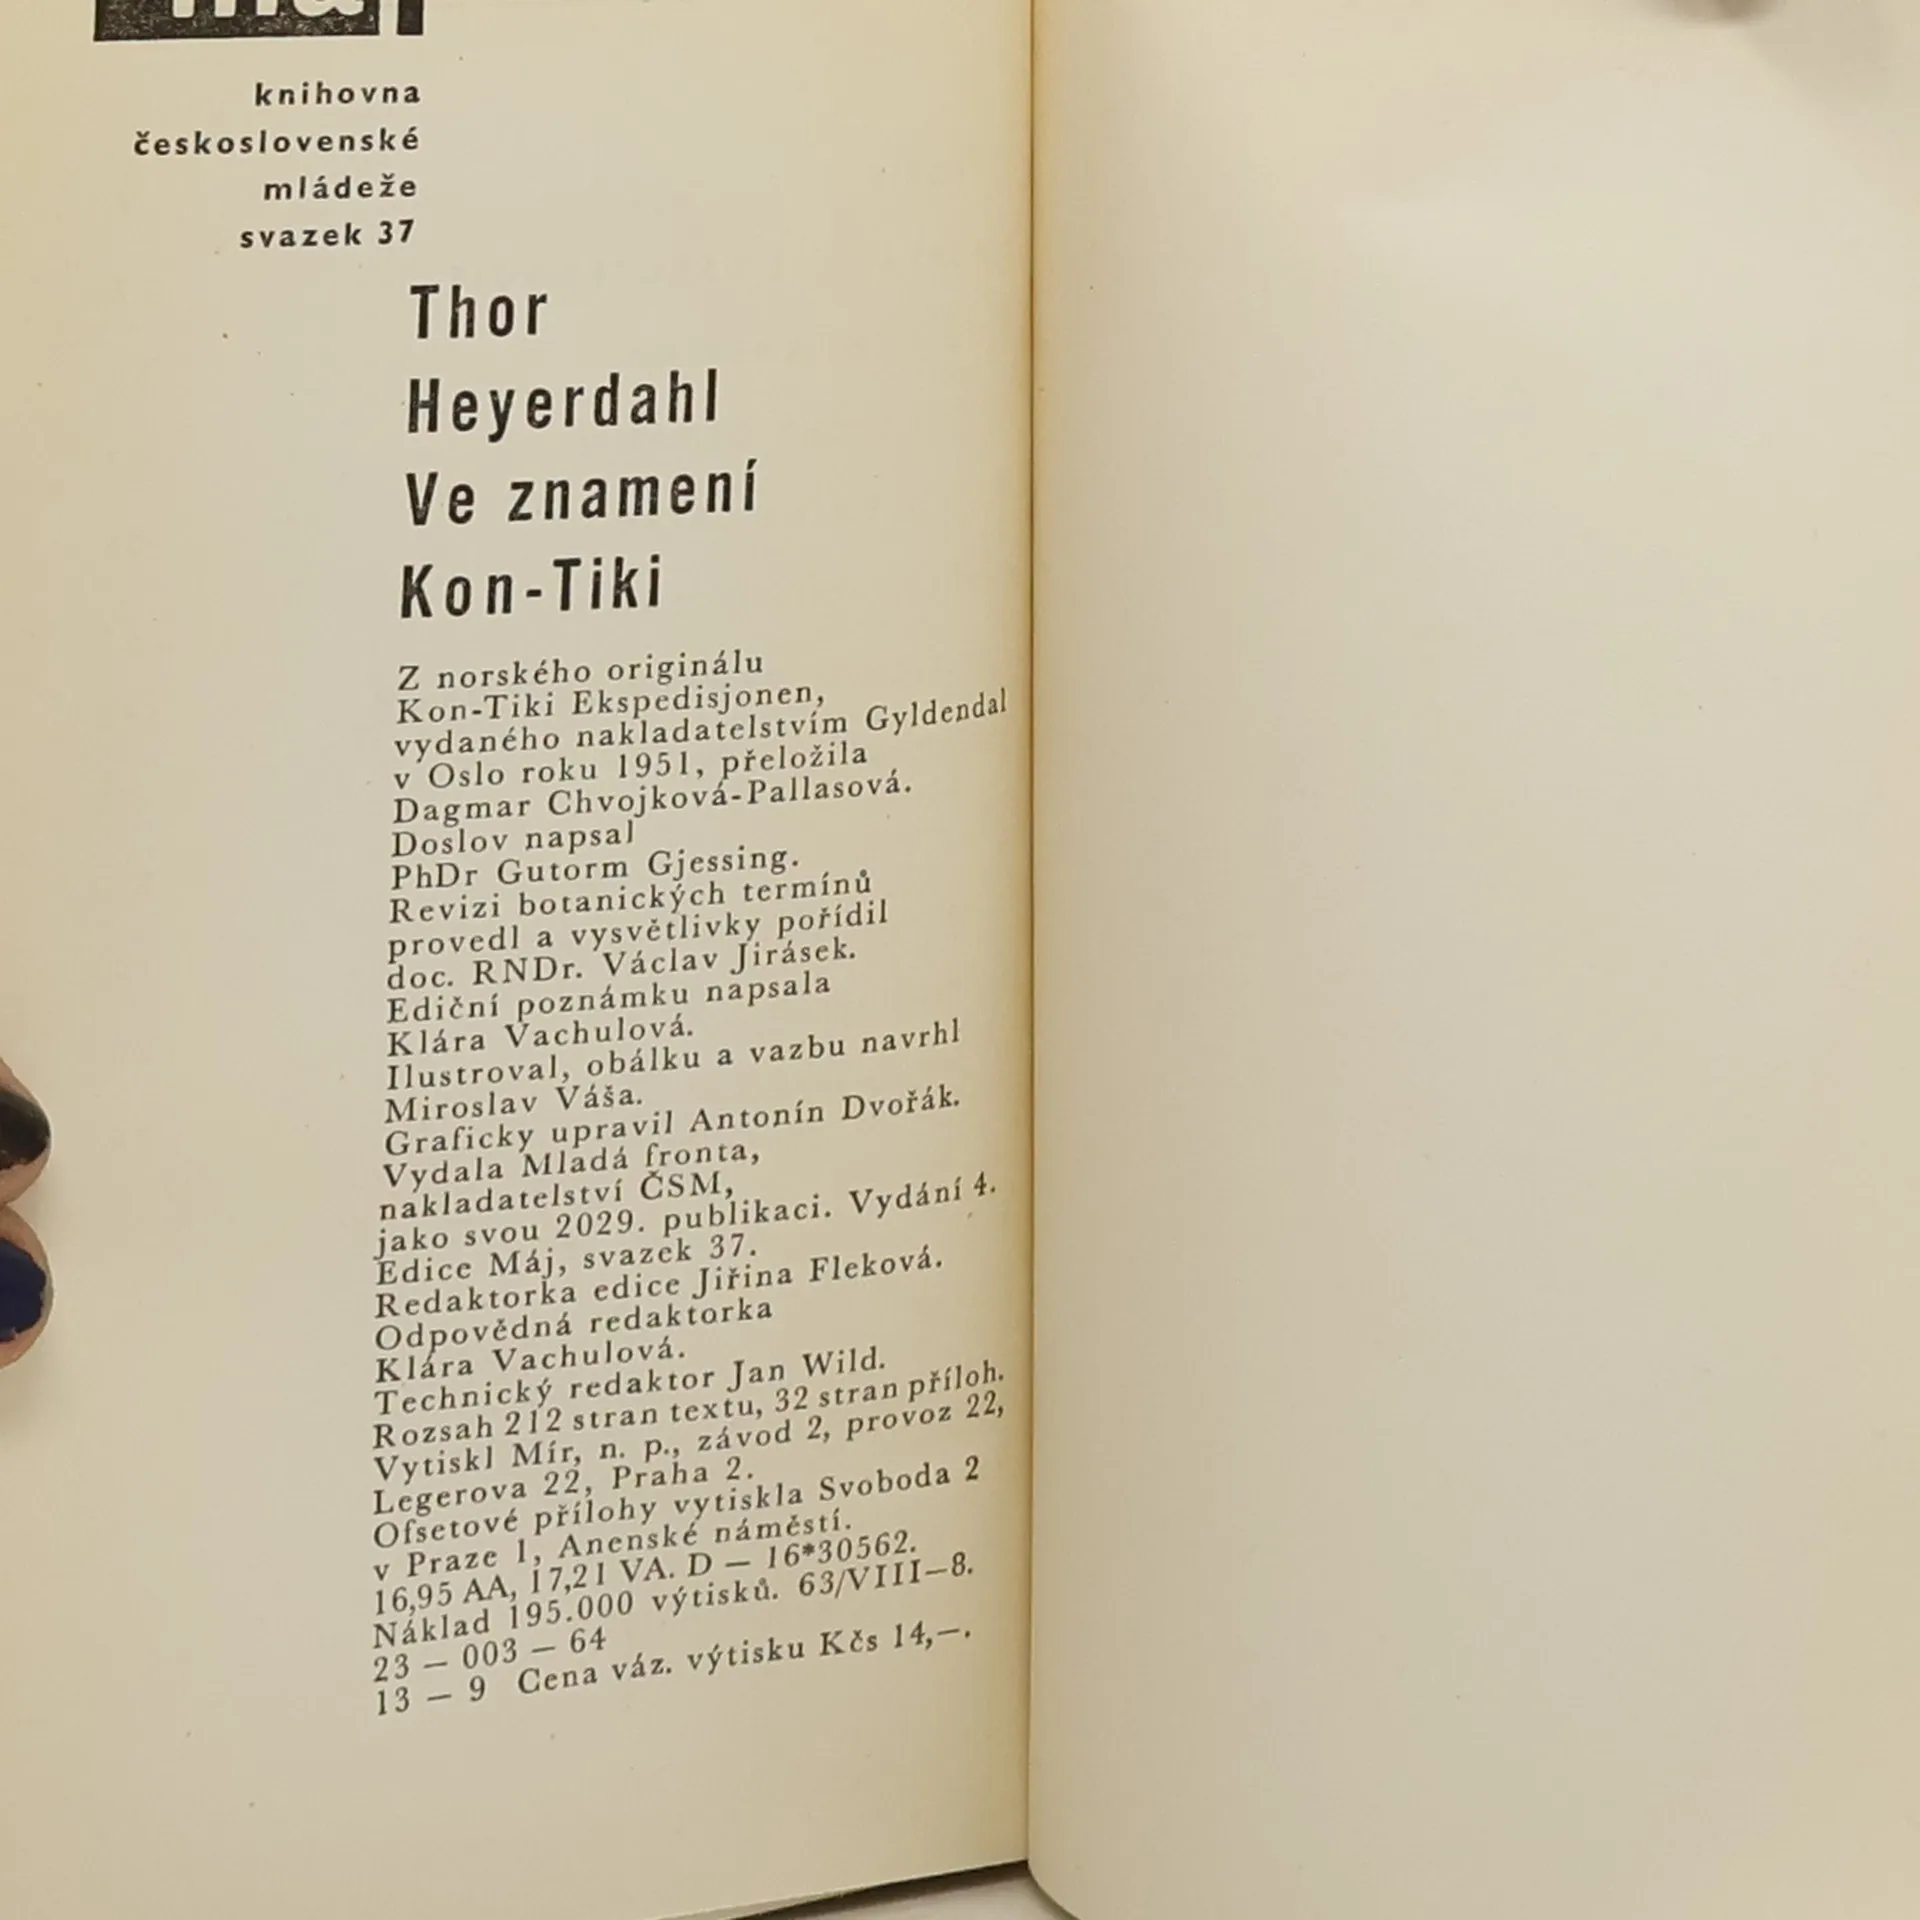 máj
knihovna
československé
mládeže
svazek 37
Thor
Heyerdahl
Ve znamení
Kon-Tiki
Z norského originálu
Kon-Tiki Ekspedisjonen,
vydaného nakladatelstvím Gyldendal
v Oslo roku 1951, přeložila
Dagmar Chvojková-Pallasová.
Doslov napsal
PhDr Gutorm Gjessing.
Revizi botanických termínů
provedl a vysvětlivky pořídil
doc. RNDr. Václav Jirásek.
Ediční poznámku napsala
Klára Vachulová.
Ilustroval, obálku a vazbu navrhl
Miroslav Váša.
Graficky upravil Antonín Dvořák.
Vydala Mladá fronta,
nakladatelství ČSM,
jako svou 2029. publikaci. Vydání 4.
Edice Máj, svazek 37.
Redaktorka edice Jiřina Fleková.
Odpovědná redaktorka
Klára Vachulová.
Technický redaktor Jan Wild.
Rozsah 212 stran textu, 32 stran příloh.
Vytiskl Mír, n. p., závod 2, provoz 22,
Legerova 22, Praha 2.
Ofsetové přílohy vytiskla Svoboda 2
v Praze 1, Anenské náměstí.
16,95 AA, 17,21 VA. D — 16*30562.
Náklad 195.000 výtisků. 63/VIII—8.
23 — 003 — 64
13 — 9 Cena váz. výtisku Kčs 14,—.